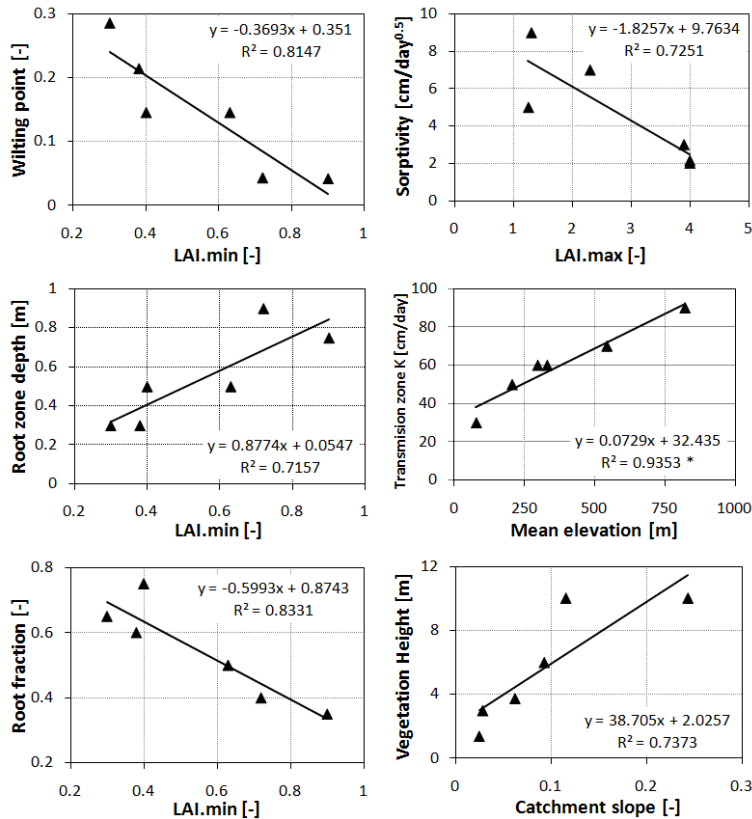 y = -0.3693x + 0.351
R² = 0.8147
Wilting point [-]
0.3
0.2
0.1
0
0.2 0.4 0.6 0.8 1
LAI.min [-]
y = -1.8257x + 9.7634
R² = 0.7251
Sorptivity [cm/day^0.5]
10
8
6
4
2
0
0 1 2 3 4 5
LAI.max [-]
Root zone depth [m]
1
0.8
0.6
0.4
0.2
0
y = 0.8774x + 0.0547
R² = 0.7157
0.2 0.4 0.6 0.8 1
LAI.min [-]
Transmision zone K [cm/day]
100
80
60
40
20
0
y = 0.0729x + 32.435
R² = 0.9353 *
0 250 500 750 1000
Mean elevation [m]
y = -0.5993x + 0.8743
R² = 0.8331
Root fraction [-]
0.8
0.6
0.4
0.2
0.2 0.4 0.6 0.8 1
LAI.min [-]
Vegetation Height [m]
12
8
4
0
y = 38.705x + 2.0257
R² = 0.7373
0 0.1 0.2 0.3
Catchment slope [-]